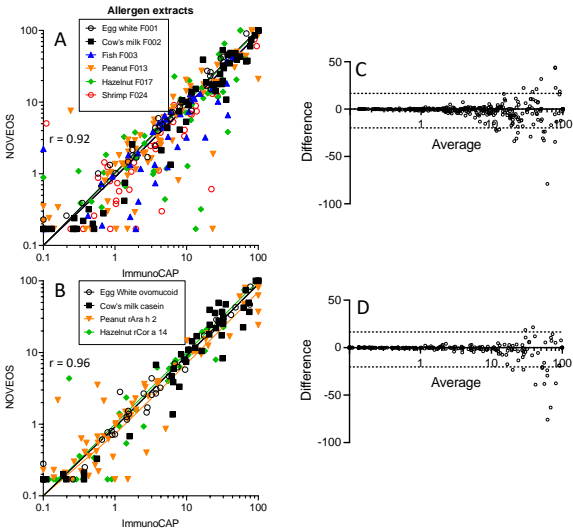 Allergen extracts
A
Egg white F001
Cow's milk F002
Fish F003
Peanut F013
Hazelnut F017
Shrimp F024
r = 0.92
NOVEOS
100
10
1
0.1
0.1
1
10
100
ImmunoCAP
C
Difference
50
0
-50
-100
1
10
100
Average
B
Egg White ovomucoid
Cow's milk casein
Peanut rAra h 2
Hazelnut rCor a 14
r = 0.96
NOVEOS
100
10
1
0.1
0.1
1
10
100
ImmunoCAP
D
Difference
50
0
-50
-100
1
10
100
Average